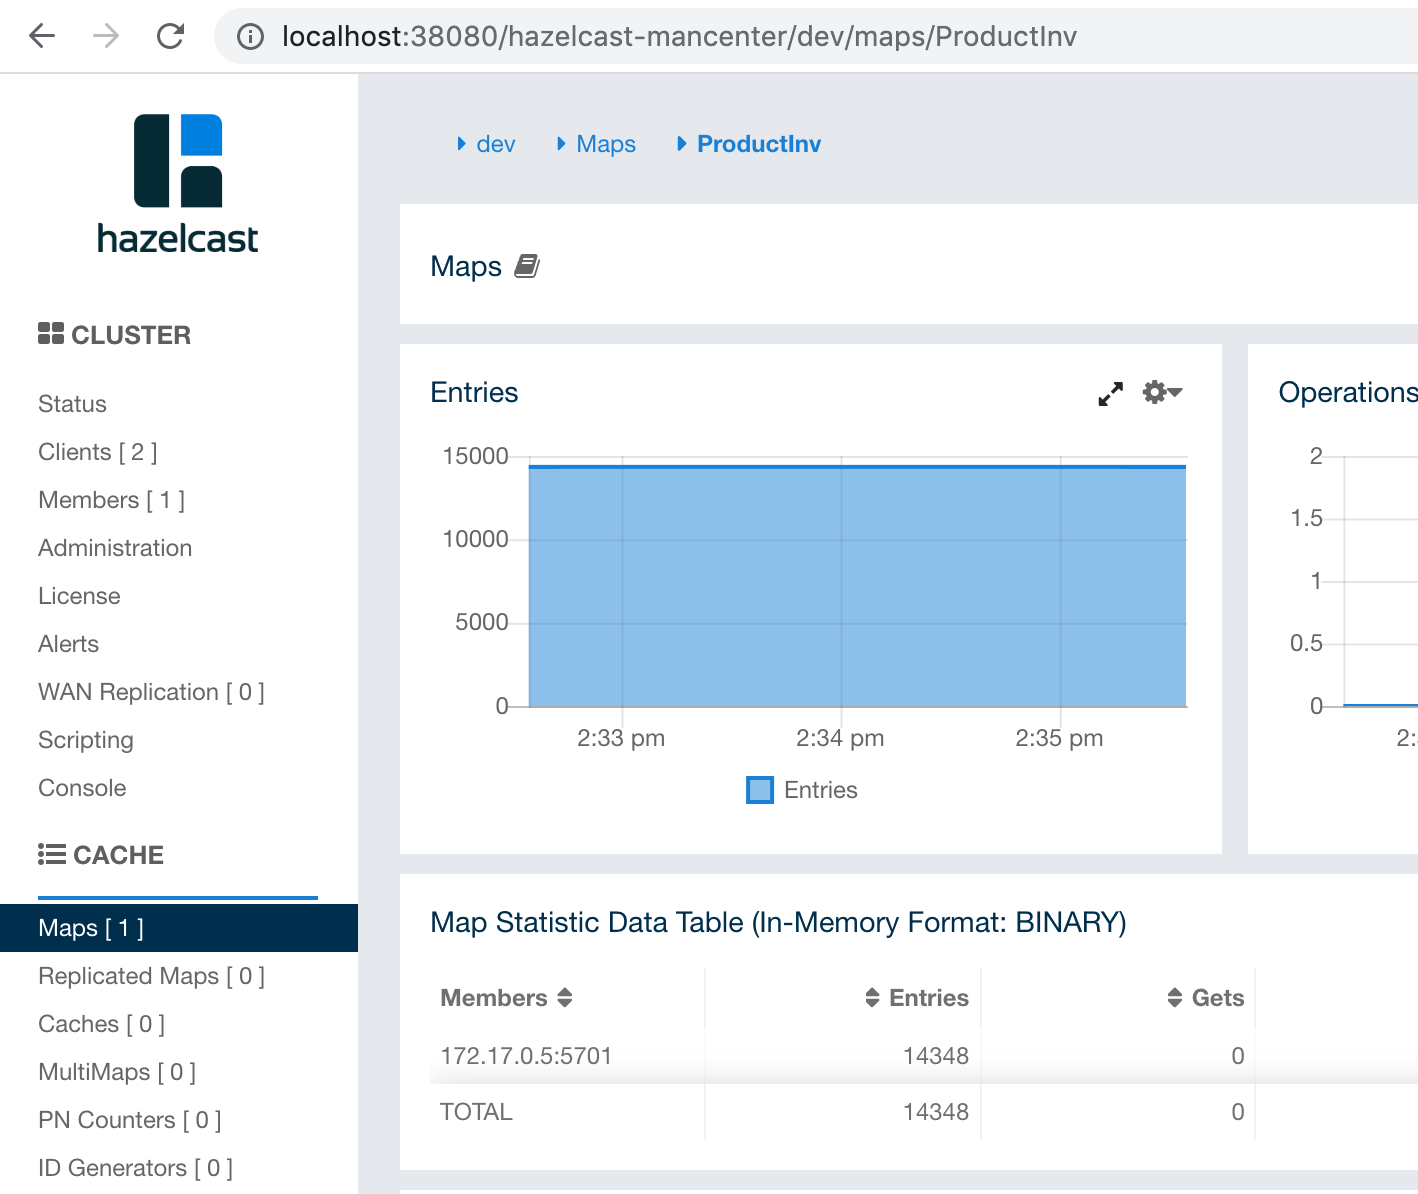 localhost:38080/hazelcast-mancenter/dev/maps/ProductInv
hazelcast
CLUSTER
Status
Clients [ 2 ]
Members [ 1 ]
Administration
License
Alerts
WAN Replication [ 0 ]
Scripting
Console
CACHE
Maps [ 1 ]
Replicated Maps [ 0 ]
Caches [ 0 ]
MultiMaps [ 0 ]
PN Counters [ 0 ]
ID Generators [ 0 ]
dev Maps ProductInv
Maps
Entries
15000
10000
5000
0
2:33 pm 2:34 pm 2:35 pm
Entries
Operations
2
1.5
1
0.5
0
2:
Map Statistic Data Table (In-Memory Format: BINARY)
Members Entries Gets
172.17.0.5:5701 14348 0
TOTAL 14348 0